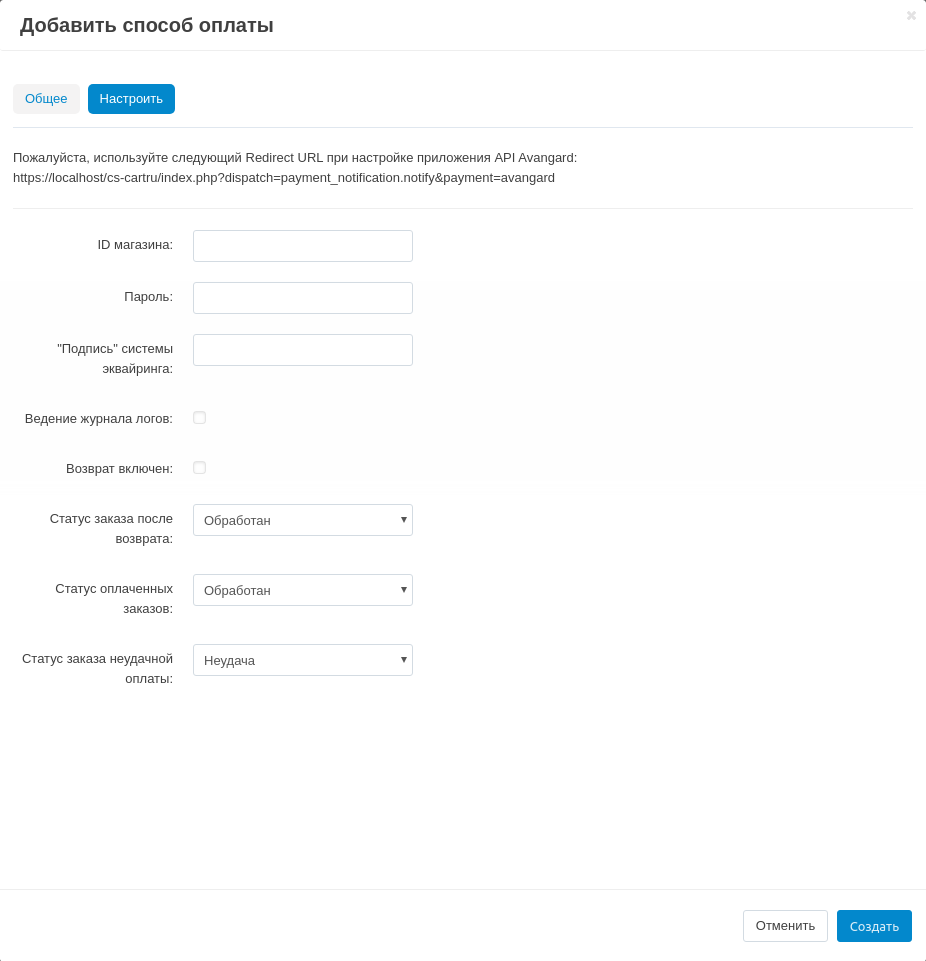 Добавить способ оплаты
Общее
Настроить
Пожалуйста, используйте следующий Redirect URL при настройке приложения API Avangard:
https://localhost/cs-cartru/index.php?dispatch=payment_notification.notify&payment=avangard
ID магазина:
Пароль:
"Подпись" системы
эквайринга:
Ведение журнала логов:
Возврат включен:
Статус заказа после
возврата:
Обработан
Статус оплаченных
заказов:
Обработан
Статус заказа неудачной
оплаты:
Неудача
Отменить
Создать